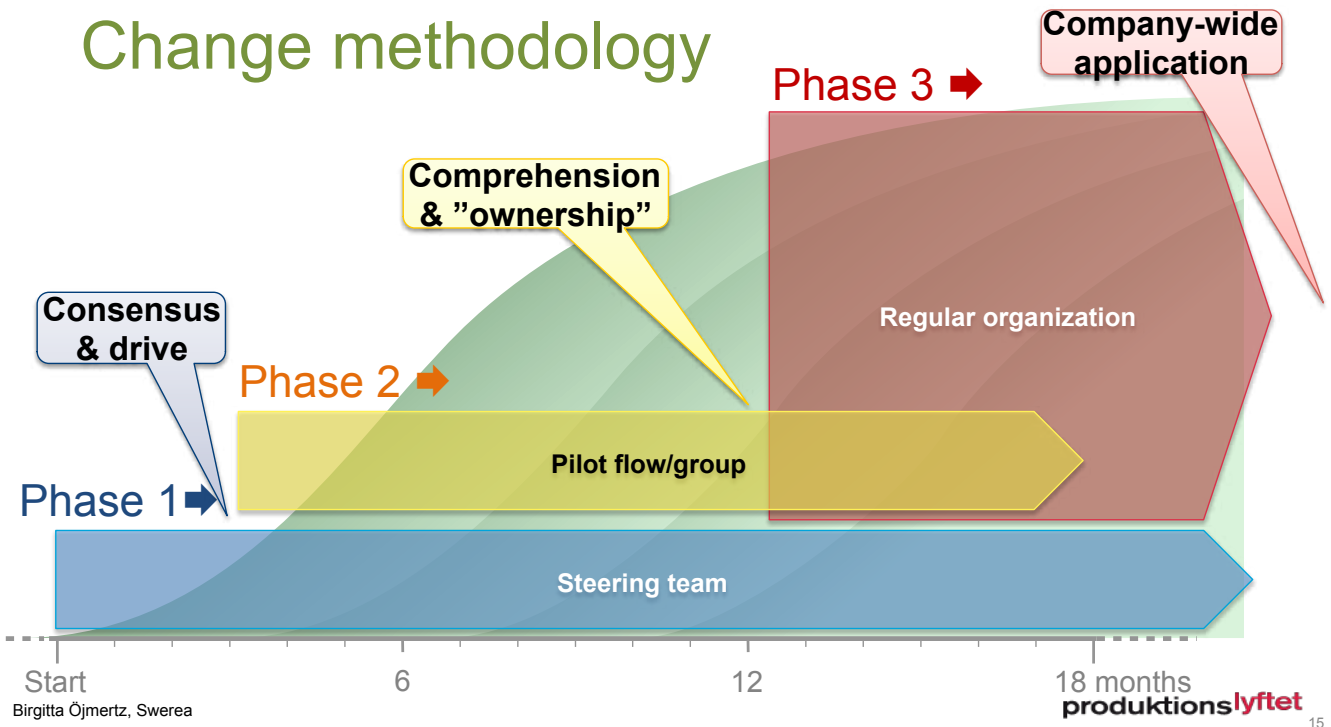 Change methodology
Company-wide
application
Phase 3
Comprehension
& ”ownership”
Regular organization
Consensus
& drive
Phase 2
Pilot flow/group
Phase 1
Steering team
Start
6
12
18 months
Birgitta Öjmertz, Swerea
produktionslyftet
15